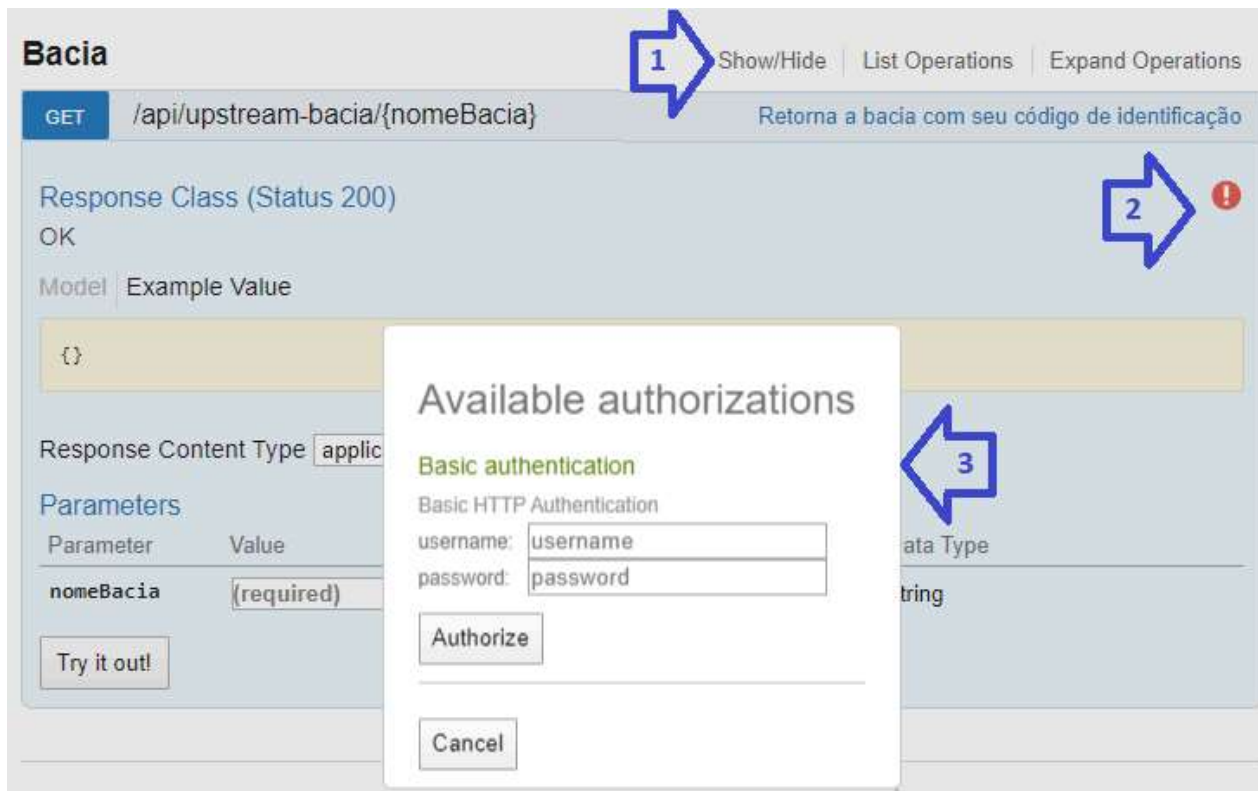 Bacia
1
Show/Hide List Operations Expand Operations
GET /api/upstream-bacia/{nomeBacia} Retorna a bacia com seu código de identificação
Response Class (Status 200)
2
OK
Model Example Value
{}
Available authorizations
Response Content Type applic
Basic authentication
3
Basic HTTP Authentication
Parameters
Parameter Value ata Type
username: username
password: password
nomeBacia (required) tring
Authorize
Try it out!
Cancel